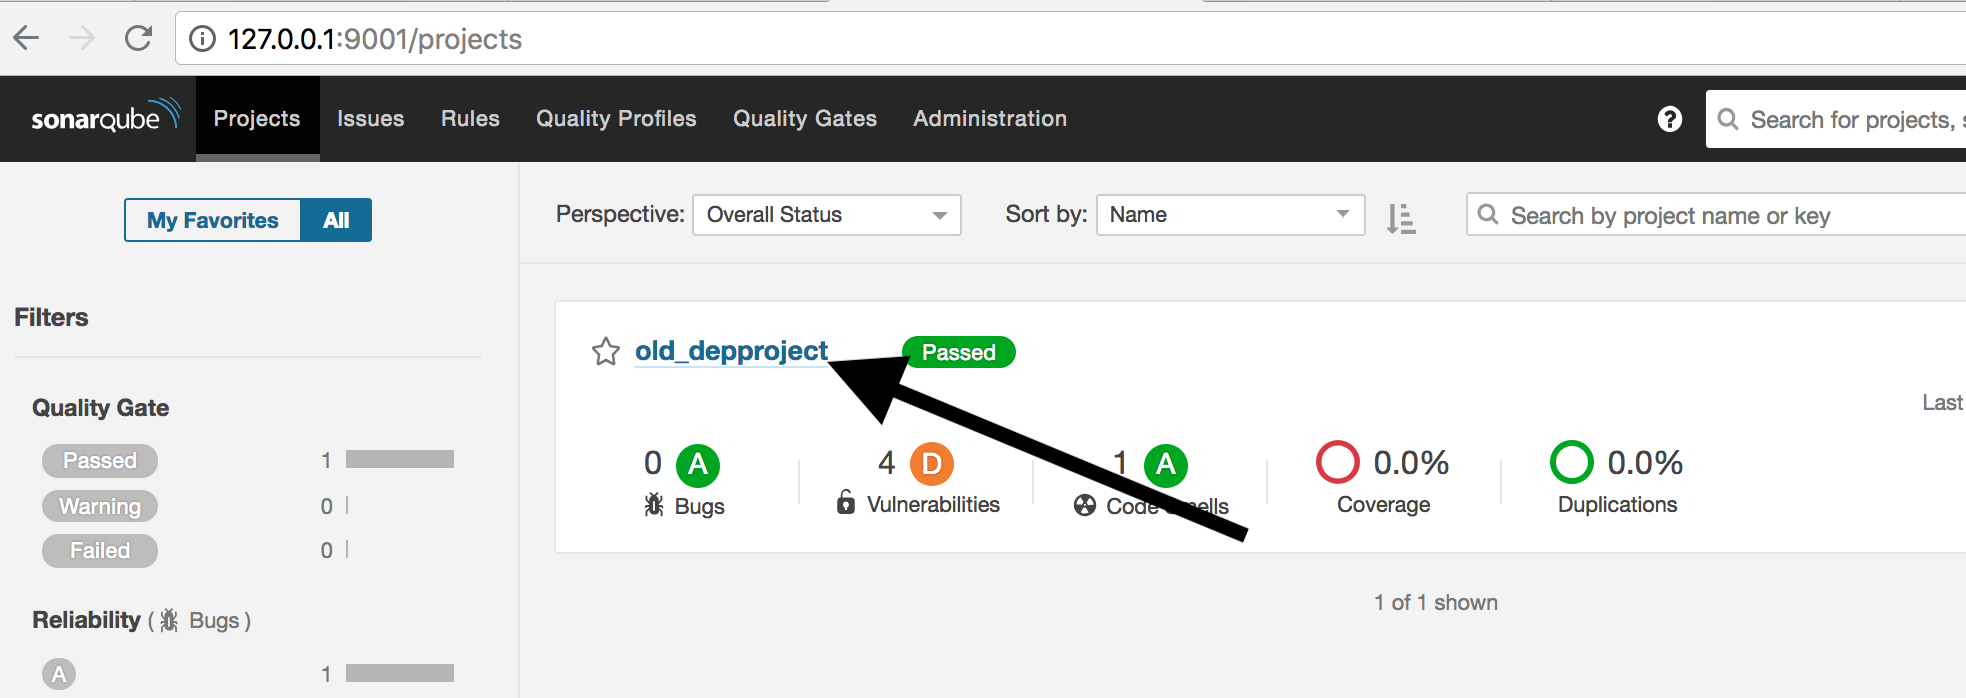 127.0.0.1:9001/projects
sonarqube Projects Issues Rules Quality Profiles Quality Gates Administration ? Search for projects, s
My Favorites All
Perspective: Overall Status Sort by: Name Search by project name or key
Filters
old_depproject Passed
Last
Quality Gate
Passed 1
Warning 0
Failed 0
0 A 4 D 1 A 0.0% 0.0%
Bugs Vulnerabilities Code Smells Coverage Duplications
1 of 1 shown
Reliability ( Bugs )
A 1